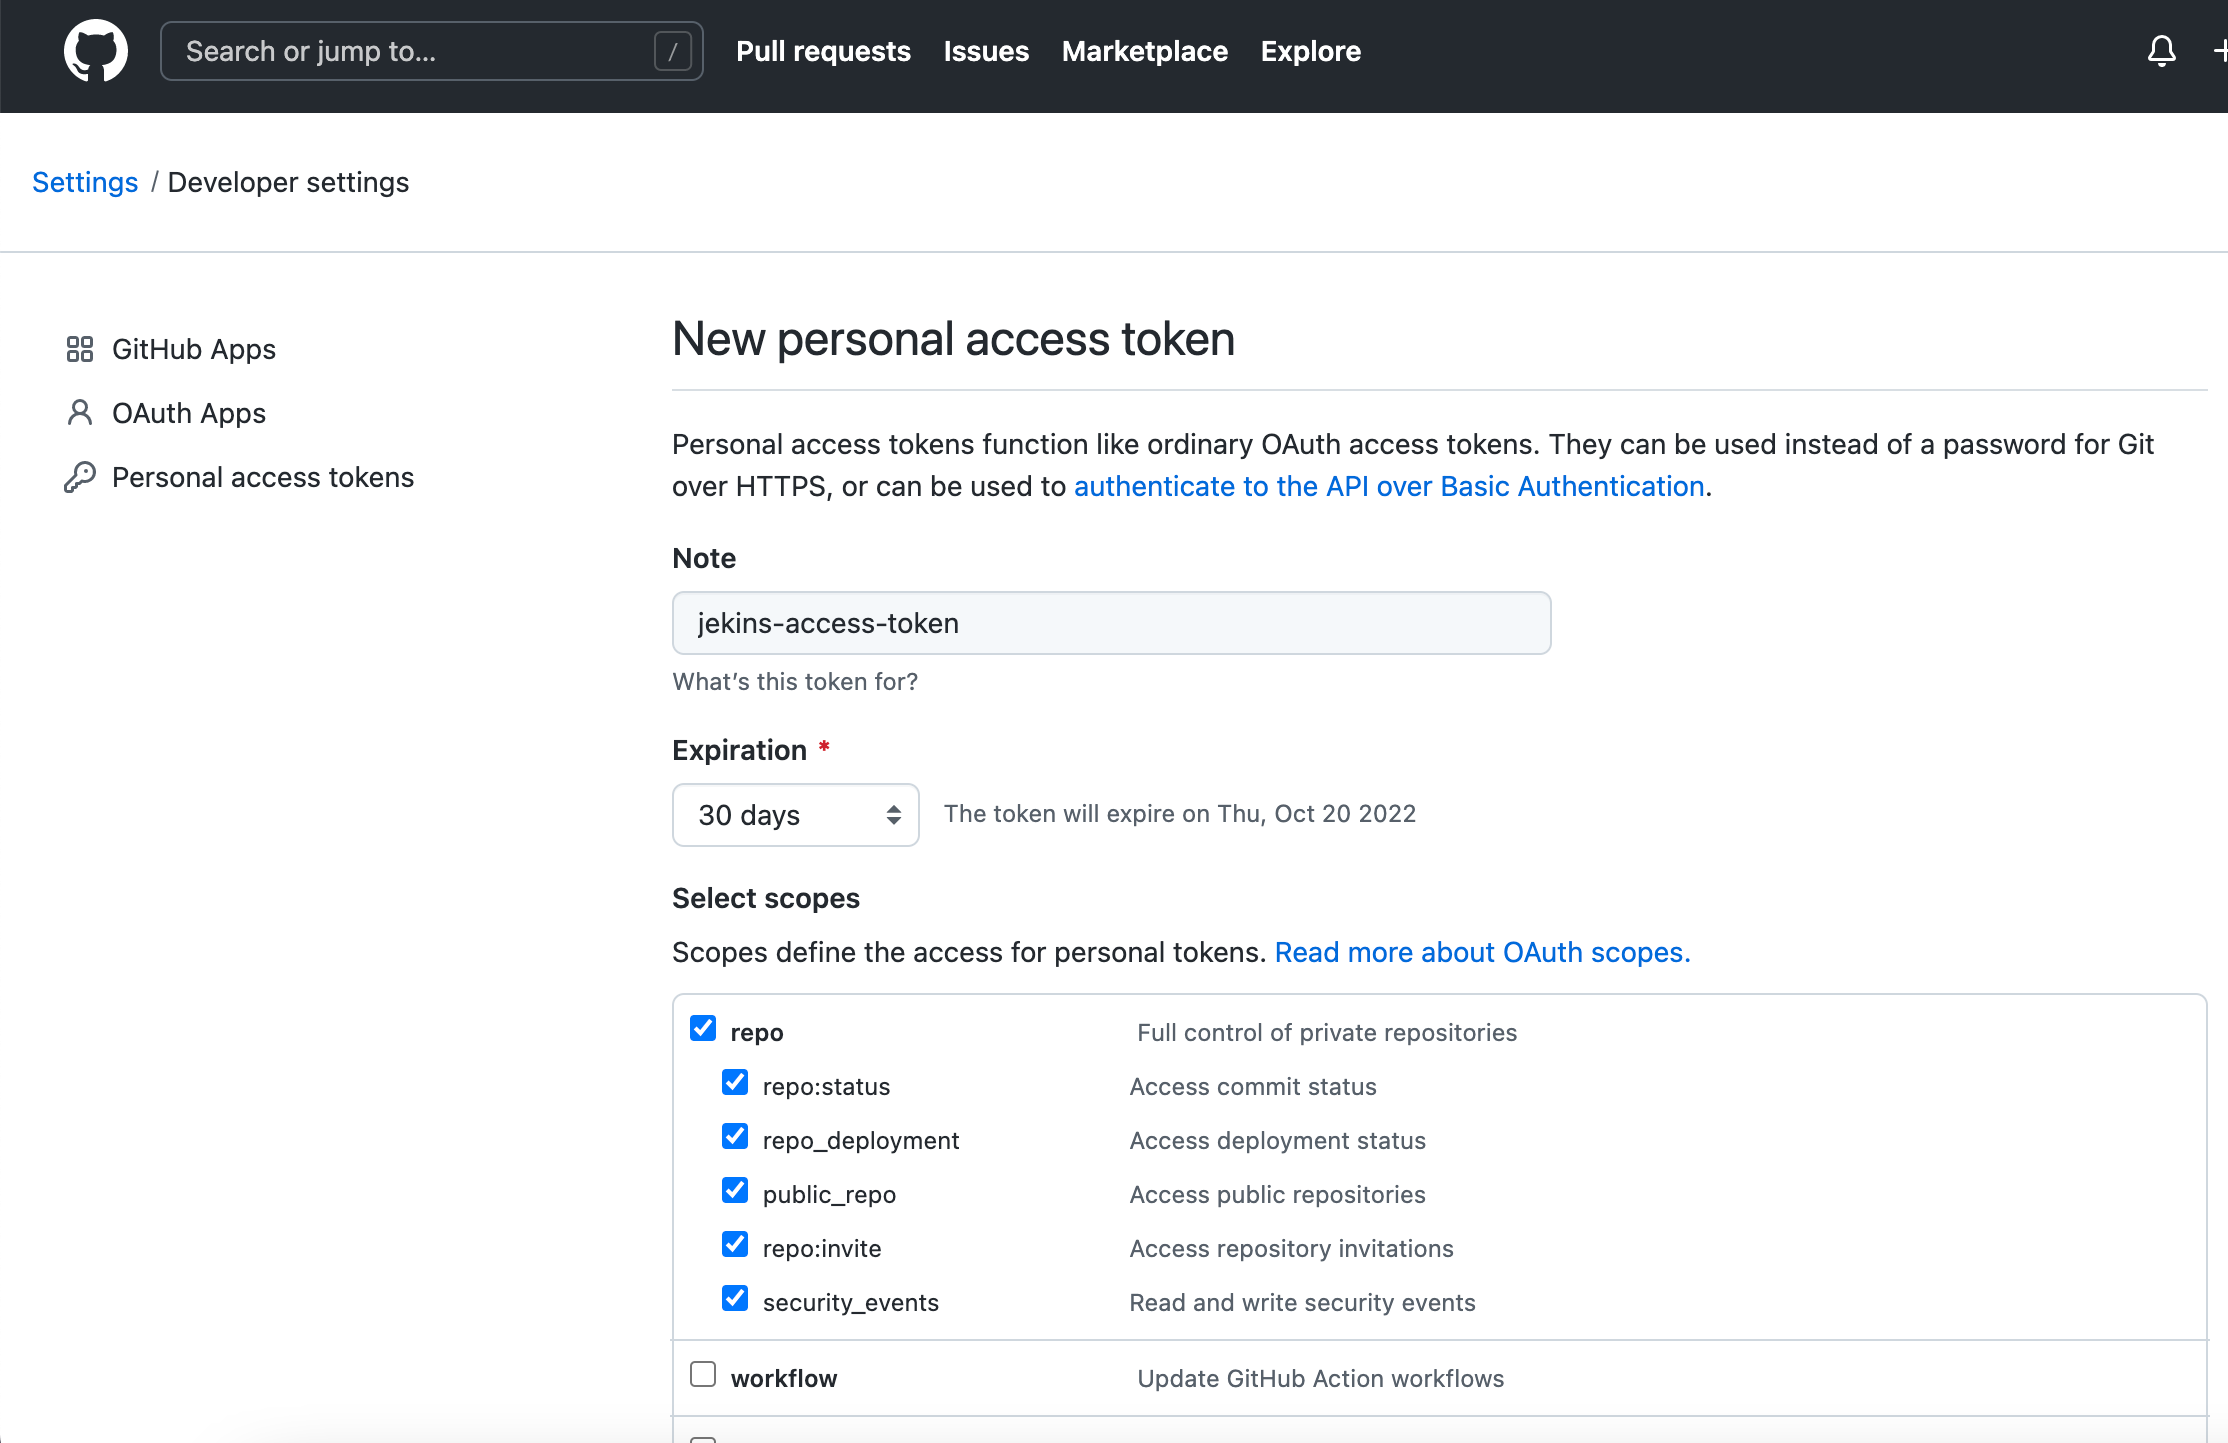 Search or jump to... /
Pull requests Issues Marketplace Explore
Settings / Developer settings
GitHub Apps
OAuth Apps
Personal access tokens
New personal access token
Personal access tokens function like ordinary OAuth access tokens. They can be used instead of a password for Git
over HTTPS, or can be used to authenticate to the API over Basic Authentication.
Note
jekins-access-token
What's this token for?
Expiration *
30 days The token will expire on Thu, Oct 20 2022
Select scopes
Scopes define the access for personal tokens. Read more about OAuth scopes.
repo Full control of private repositories
repo:status Access commit status
repo_deployment Access deployment status
public_repo Access public repositories
repo:invite Access repository invitations
security_events Read and write security events
workflow Update GitHub Action workflows